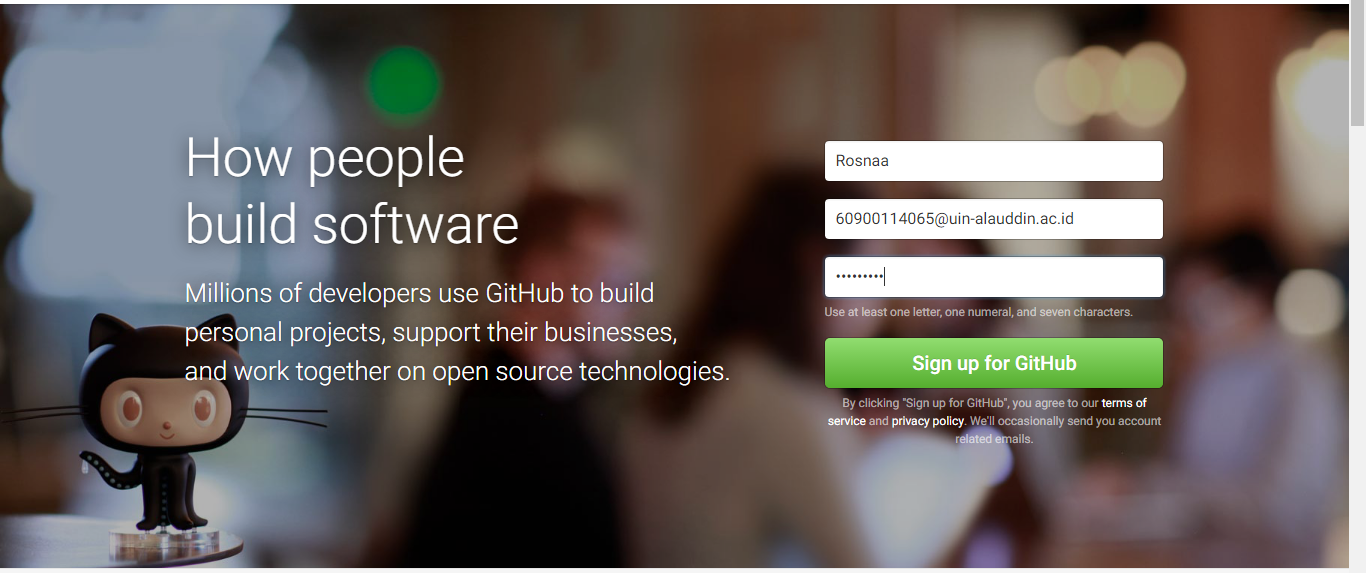 How people
build software
Millions of developers use GitHub to build
personal projects, support their businesses,
and work together on open source technologies.
Rosnaa
60900114065@uin-alauddin.ac.id
•••••••••
Use at least one letter, one numeral, and seven characters.
Sign up for GitHub
By clicking "Sign up for GitHub", you agree to our terms of
service and privacy policy. We'll occasionally send you account
related emails.